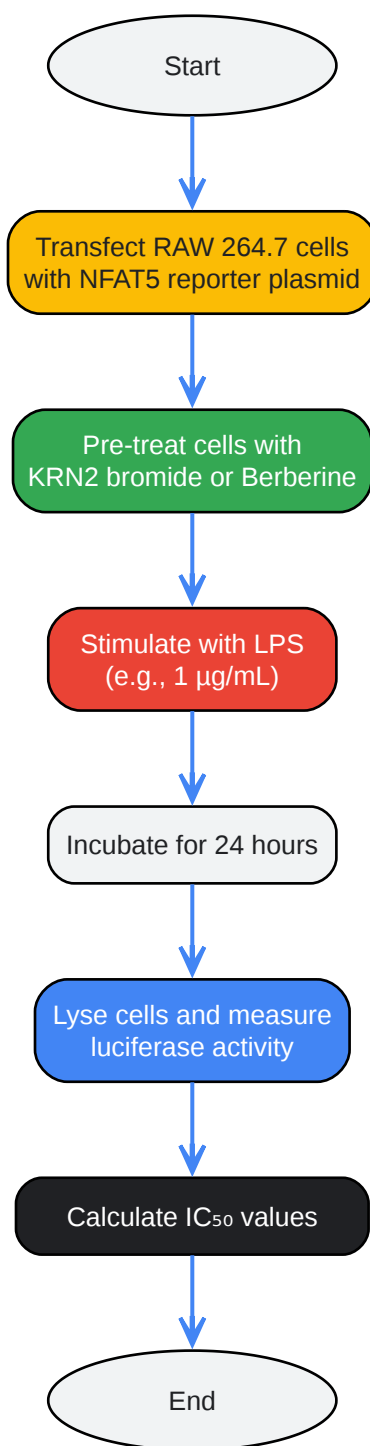 Start
Transfect RAW 264.7 cells
with NFAT5 reporter plasmid
Pre-treat cells with
KRN2 bromide or Berberine
Stimulate with LPS
(e.g., 1 µg/mL)
Incubate for 24 hours
Lyse cells and measure
luciferase activity
Calculate IC₅₀ values
End